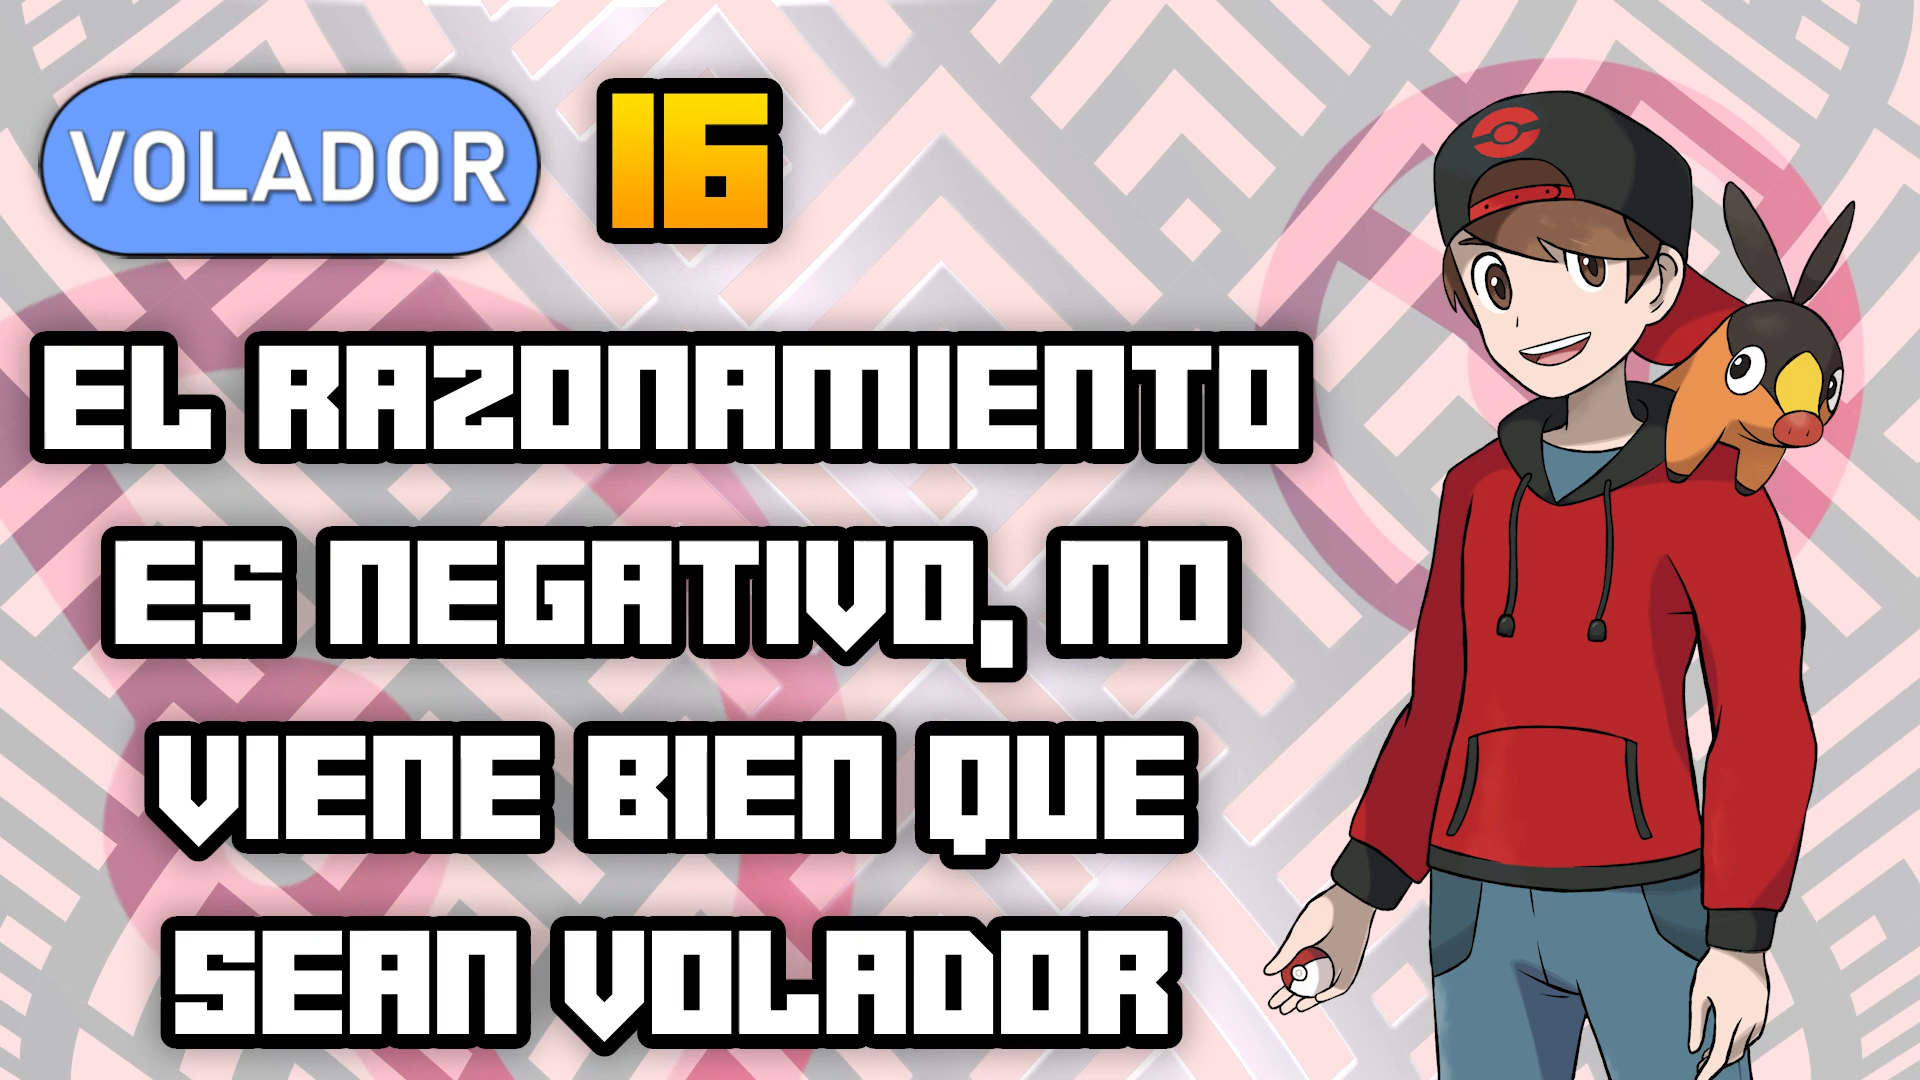 VOLADOR 16
EL RAZONAMIENTO
ES NEGATIVO, NO
VIENE BIEN QUE
SEAN VOLADOR